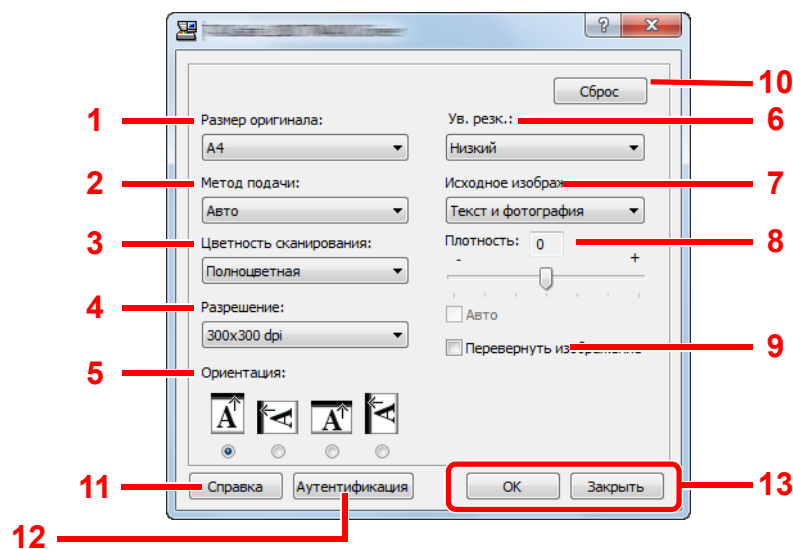 10
Сброс
1
Размер оригинала:
A4
2
Метод подачи:
Авто
3
Цветность сканирования:
Полноцветная
4
Разрешение:
300x300 dpi
5
Ориентация:
A A A A
6
Ув. резк.:
Низкий
7
Исходное изображ
Текст и фотография
8
Плотность: 0
- +
Авто
9
Перевернуть изображение
11
Справка
Аутентификация
OK
Закрыть
13
12